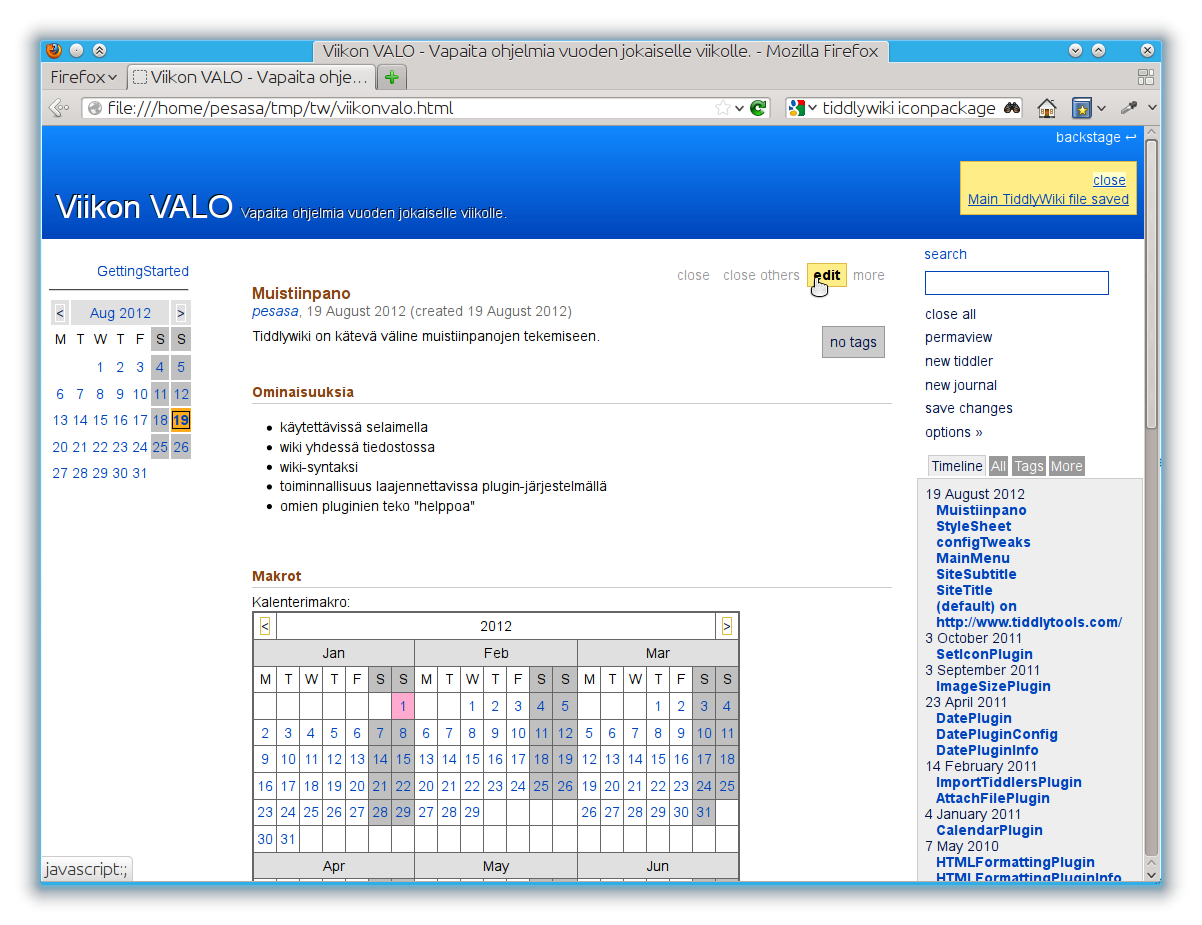 Viikon VALO - Vapaita ohjelmia vuoden jokaiselle viikolle. - Mozilla Firefox
Firefox
Viikon VALO - Vapaita ohje...
file:///home/pesasa/tmp/tw/viikonvalo.html
tiddlywiki iconpackage
backstage ↩
close
Main TiddlyWiki file saved
Viikon VALO Vapaita ohjelmia vuoden jokaiselle viikolle.
GettingStarted
< Aug 2012 >
M T W T F S S
1 2 3 4 5
6 7 8 9 10 11 12
13 14 15 16 17 18 19
20 21 22 23 24 25 26
27 28 29 30 31
close close others edit more
Muistiinpano
pesasa, 19 August 2012 (created 19 August 2012)
Tiddlywiki on kätevä väline muistiinpanojen tekemiseen.
no tags
Ominaisuuksia
• käytettävissä selaimella
• wiki yhdessä tiedostossa
• wiki-syntaksi
• toiminnallisuus laajennettavissa plugin-järjestelmällä
• omien pluginien teko "helppoa"
Makrot
Kalenterimakro:
< 2012 >
Jan Feb Mar
M T W T F S S M T W T F S S M T W T F S S
1 1 2 3 4 5 1 2 3 4
2 3 4 5 6 7 8 6 7 8 9 10 11 12 5 6 7 8 9 10 11
9 10 11 12 13 14 15 13 14 15 16 17 18 19 12 13 14 15 16 17 18
16 17 18 19 20 21 22 20 21 22 23 24 25 26 19 20 21 22 23 24 25
23 24 25 26 27 28 29 27 28 29 26 27 28 29 30 31
30 31
Apr May Jun
search
close all
permaview
new tiddler
new journal
save changes
options »
Timeline All Tags More
19 August 2012
Muistiinpano
StyleSheet
configTweaks
MainMenu
SiteSubtitle
SiteTitle
(default) on
http://www.tiddlytools.com/
3 October 2011
SetIconPlugin
3 September 2011
ImageSizePlugin
23 April 2011
DatePlugin
DatePluginConfig
DatePluginInfo
14 February 2011
ImportTiddlersPlugin
AttachFilePlugin
4 January 2011
CalendarPlugin
7 May 2010
HTMLFormattingPlugin
HTMLFormattingPluginInfo
javascript:;